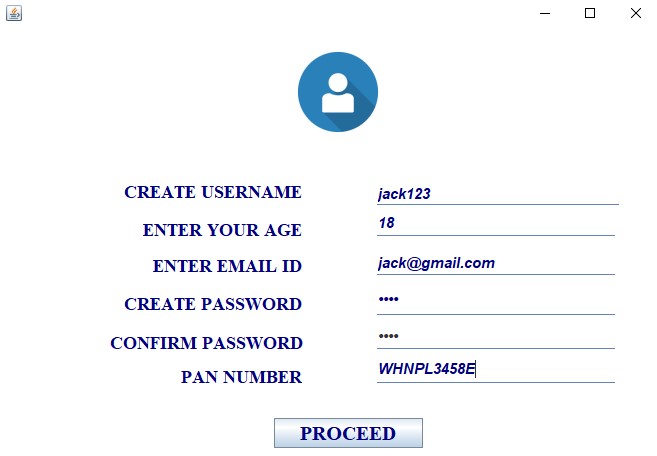 CREATE USERNAME jack123
ENTER YOUR AGE 18
ENTER EMAIL ID jack@gmail.com
CREATE PASSWORD ••••
CONFIRM PASSWORD ••••
PAN NUMBER WHNPL3458E
PROCEED